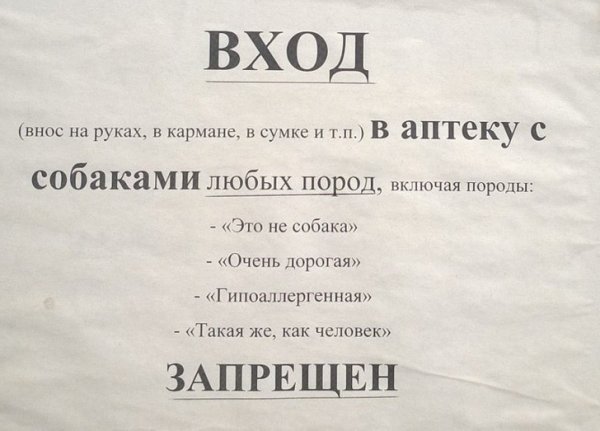 ВХОД
(внос на руках, в кармане, в сумке и т.п.) в аптеку с
собаками любых пород, включая породы:
- «Это не собака»
- «Очень дорогая»
- «Гипоаллергенная»
- «Такая же, как человек»
ЗАПРЕЩЕН